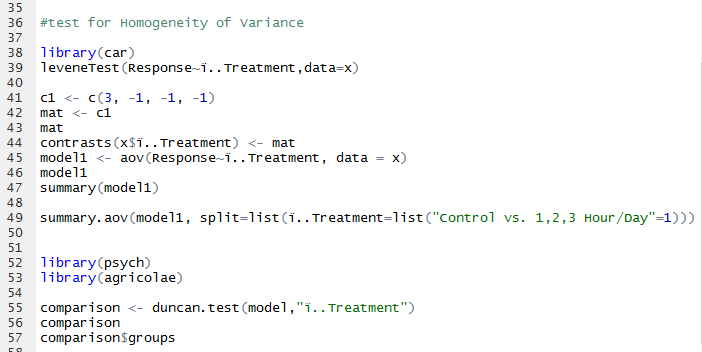 35
36 #test for Homogeneity of Variance
37
38 library(car)
39 leveneTest(Response~ï..Treatment,data=x)
40
41 c1 <- c(3, -1, -1, -1)
42 mat <- c1
43 mat
44 contrasts(x$ï..Treatment) <- mat
45 model1 <- aov(Response~ï..Treatment, data = x)
46 model1
47 summary(model1)
48
49 summary.aov(model1, split=list(ï..Treatment=list("Control vs. 1,2,3 Hour/Day"=1)))
50
51
52 library(psych)
53 library(agricolae)
54
55 comparison <- duncan.test(model,"ï..Treatment")
56 comparison
57 comparison$groups
58